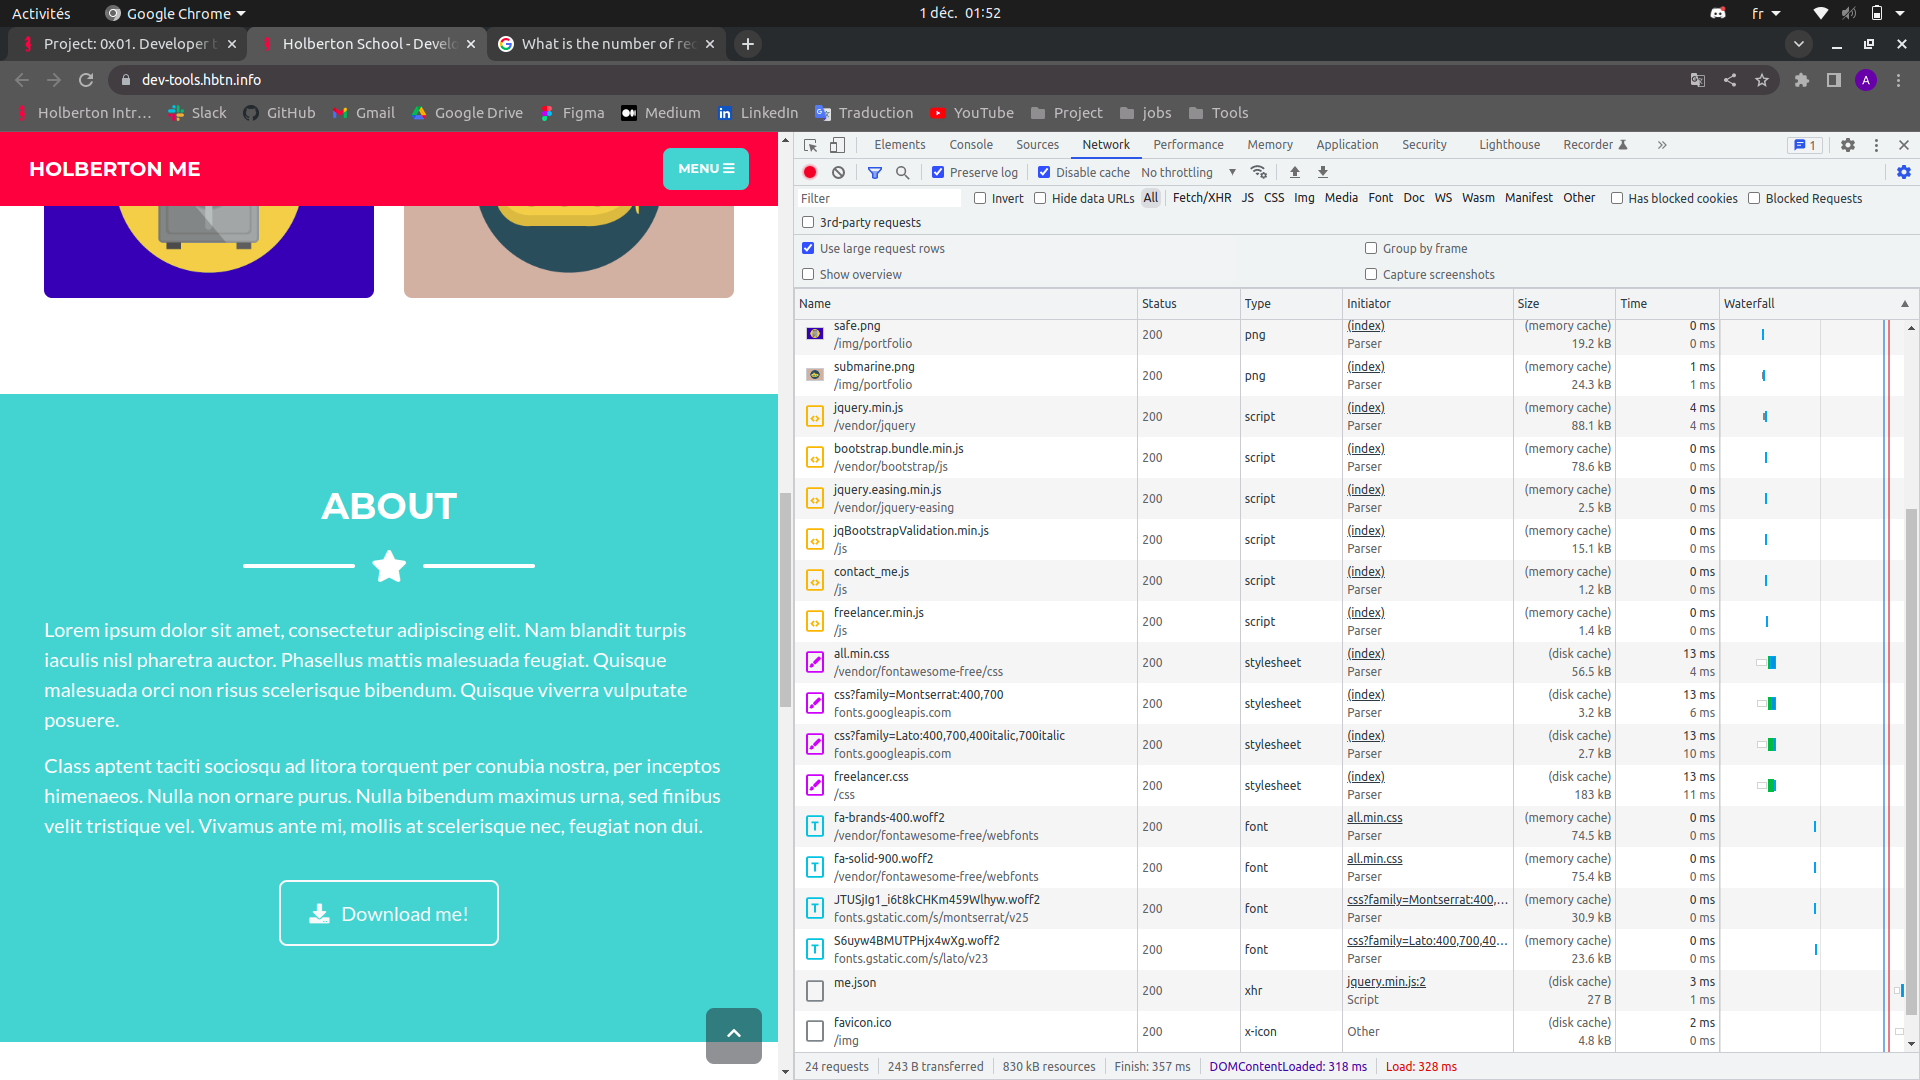 Activités
Google Chrome
1 déc. 01:52
fr
Project: 0x01. Developer t
Holberton School - Develo
What is the number of rec
dev-tools.hbtn.info
A
Holberton Intr...
Slack
GitHub
Gmail
Google Drive
Figma
Medium
LinkedIn
Traduction
YouTube
Project
jobs
Tools
HOLBERTON ME
MENU
ABOUT
Lorem ipsum dolor sit amet, consectetur adipiscing elit. Nam blandit turpis
iaculis nisl pharetra auctor. Phasellus mattis malesuada feugiat. Quisque
malesuada orci non risus scelerisque bibendum. Quisque viverra vulputate
posuere.
Class aptent taciti sociosqu ad litora torquent per conubia nostra, per inceptos
himenaeos. Nulla non ornare purus. Nulla bibendum maximus urna, sed finibus
velit tristique vel. Vivamus ante mi, mollis at scelerisque nec, feugiat non dui.
Download me!
Elements Console Sources Network Performance Memory Application Security Lighthouse Recorder » 1
Preserve log Disable cache No throttling
Filter Invert Hide data URLs All Fetch/XHR JS CSS Img Media Font Doc WS Wasm Manifest Other Has blocked cookies Blocked Requests
3rd-party requests
Use large request rows Group by frame
Show overview Capture screenshots
Name Status Type Initiator Size Time Waterfall
safe.png (index) (memory cache) 0 ms
/img/portfolio 200 png Parser 19.2 kB 0 ms
submarine.png (index) (memory cache) 1 ms
/img/portfolio 200 png Parser 24.3 kB 1 ms
jquery.min.js (index) (memory cache) 4 ms
/vendor/jquery 200 script Parser 88.1 kB 4 ms
bootstrap.bundle.min.js (index) (memory cache) 0 ms
/vendor/bootstrap/js 200 script Parser 78.6 kB 0 ms
jquery.easing.min.js (index) (memory cache) 0 ms
/vendor/jquery-easing 200 script Parser 2.5 kB 0 ms
jqBootstrapValidation.min.js (index) (memory cache) 0 ms
/js 200 script Parser 15.1 kB 0 ms
contact_me.js (index) (memory cache) 0 ms
/js 200 script Parser 1.2 kB 0 ms
freelancer.min.js (index) (memory cache) 0 ms
/js 200 script Parser 1.4 kB 0 ms
all.min.css (index) (disk cache) 13 ms
/vendor/fontawesome-free/css 200 stylesheet Parser 56.5 kB 4 ms
css?family=Montserrat:400,700 (index) (disk cache) 13 ms
fonts.googleapis.com 200 stylesheet Parser 3.2 kB 6 ms
css?family=Lato:400,700,400italic,700italic (index) (disk cache) 13 ms
fonts.googleapis.com 200 stylesheet Parser 2.7 kB 10 ms
freelancer.css (index) (disk cache) 13 ms
/css 200 stylesheet Parser 183 kB 11 ms
fa-brands-400.woff2 all.min.css (memory cache) 0 ms
/vendor/fontawesome-free/webfonts 200 font Parser 74.5 kB 0 ms
fa-solid-900.woff2 all.min.css (memory cache) 0 ms
/vendor/fontawesome-free/webfonts 200 font Parser 75.4 kB 0 ms
JTUSjIg1_i6t8kCHKm459Wlhyw.woff2 css?family=Montserrat:400,... (memory cache) 0 ms
fonts.gstatic.com/s/montserrat/v25 200 font Parser 30.9 kB 0 ms
S6uyw4BMUTPHjx4wXg.woff2 css?family=Lato:400,700,40... (memory cache) 0 ms
fonts.gstatic.com/s/lato/v23 200 font Parser 23.6 kB 0 ms
me.json jquery.min.js:2 (disk cache) 3 ms
200 xhr Script 27 B 1 ms
favicon.ico (disk cache) 2 ms
/img 200 x-icon Other 4.8 kB 0 ms
24 requests 243 B transferred 830 kB resources Finish: 357 ms DOMContentLoaded: 318 ms Load: 328 ms